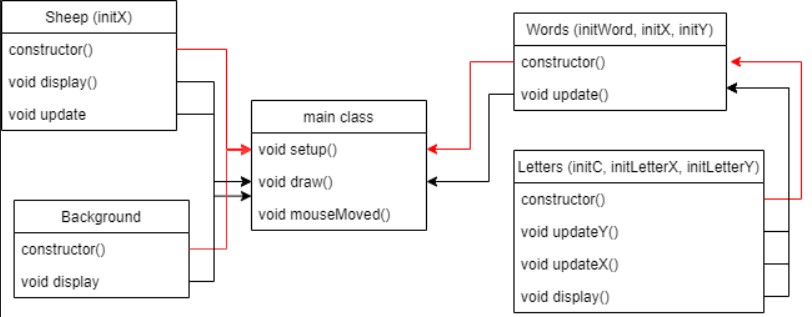 Sheep (initX)
constructor()
void display()
void update
Background
constructor()
void display
main class
void setup()
void draw()
void mouseMoved()
Words (initWord, initX, initY)
constructor()
void update()
Letters (initC, initLetterX, initLetterY)
constructor()
void updateY()
void updateX()
void display()